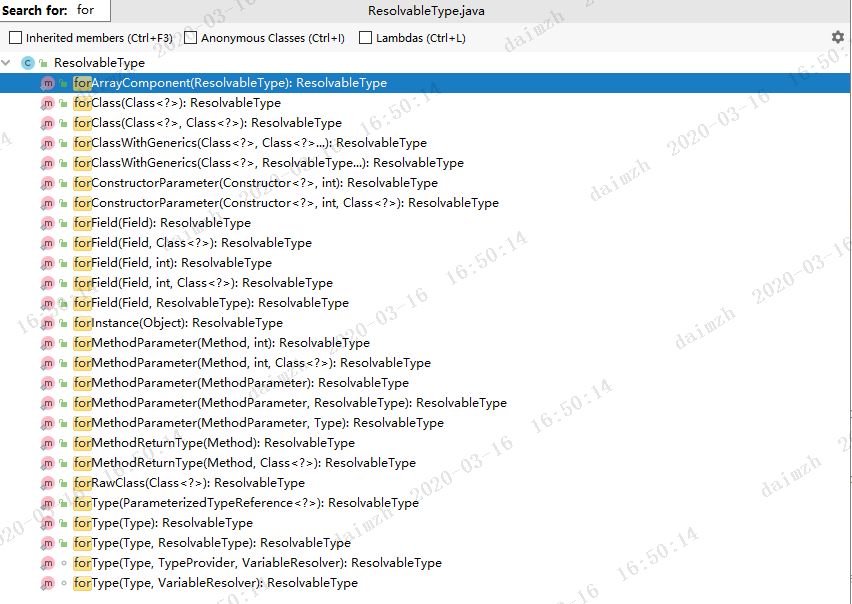 Search for: for
ResolvableType.java
Inherited members (Ctrl+F3) Anonymous Classes (Ctrl+I) Lambdas (Ctrl+L)
C ResolvableType
m forArrayComponent(ResolvableType): ResolvableType
m forClass(Class<?>): ResolvableType
m forClass(Class<?>, Class<?>): ResolvableType
m forClassWithGenerics(Class<?>, Class<?>...): ResolvableType
m forClassWithGenerics(Class<?>, ResolvableType...): ResolvableType
m forConstructorParameter(Constructor<?>, int): ResolvableType
m forConstructorParameter(Constructor<?>, int, Class<?>): ResolvableType
m forField(Field): ResolvableType
m forField(Field, Class<?>): ResolvableType
m forField(Field, int): ResolvableType
m forField(Field, int, Class<?>): ResolvableType
m forField(Field, ResolvableType): ResolvableType
m forInstance(Object): ResolvableType
m forMethodParameter(Method, int): ResolvableType
m forMethodParameter(Method, int, Class<?>): ResolvableType
m forMethodParameter(MethodParameter): ResolvableType
m forMethodParameter(MethodParameter, ResolvableType): ResolvableType
m forMethodParameter(MethodParameter, Type): ResolvableType
m forMethodReturnType(Method): ResolvableType
m forMethodReturnType(Method, Class<?>): ResolvableType
m forRawClass(Class<?>): ResolvableType
m forType(ParameterizedTypeReference<?>): ResolvableType
m forType(Type): ResolvableType
m forType(Type, ResolvableType): ResolvableType
m forType(Type, TypeProvider, VariableResolver): ResolvableType
m forType(Type, VariableResolver): ResolvableType
daimzh 2020-03-16 16:50:14